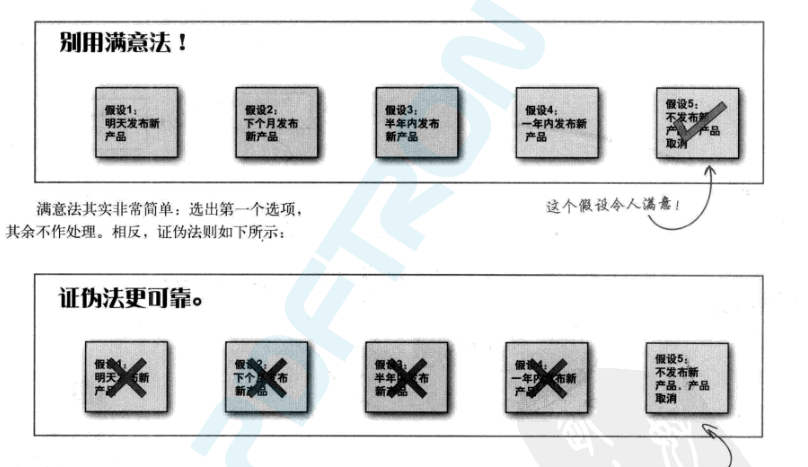 别用满意法！
假设1：
明天发布新
产品
假设2：
下个月发布
新产品
假设3：
半年内发布
新产品
假设4：
一年内发布新
产品
假设5：
不发布新
产品，产品
取消
这个假设令人满意！
满意法其实非常简单：选出第一个选项，
其余不作处理。相反，证伪法则如下所示：
证伪法更可靠。
假设1：
明天发布新
产品
假设2：
下个月发布
新产品
假设3：
半年内发布
新产品
假设4：
一年内发布新
产品
假设5：
不发布新
产品，产品
取消
PDFTRON